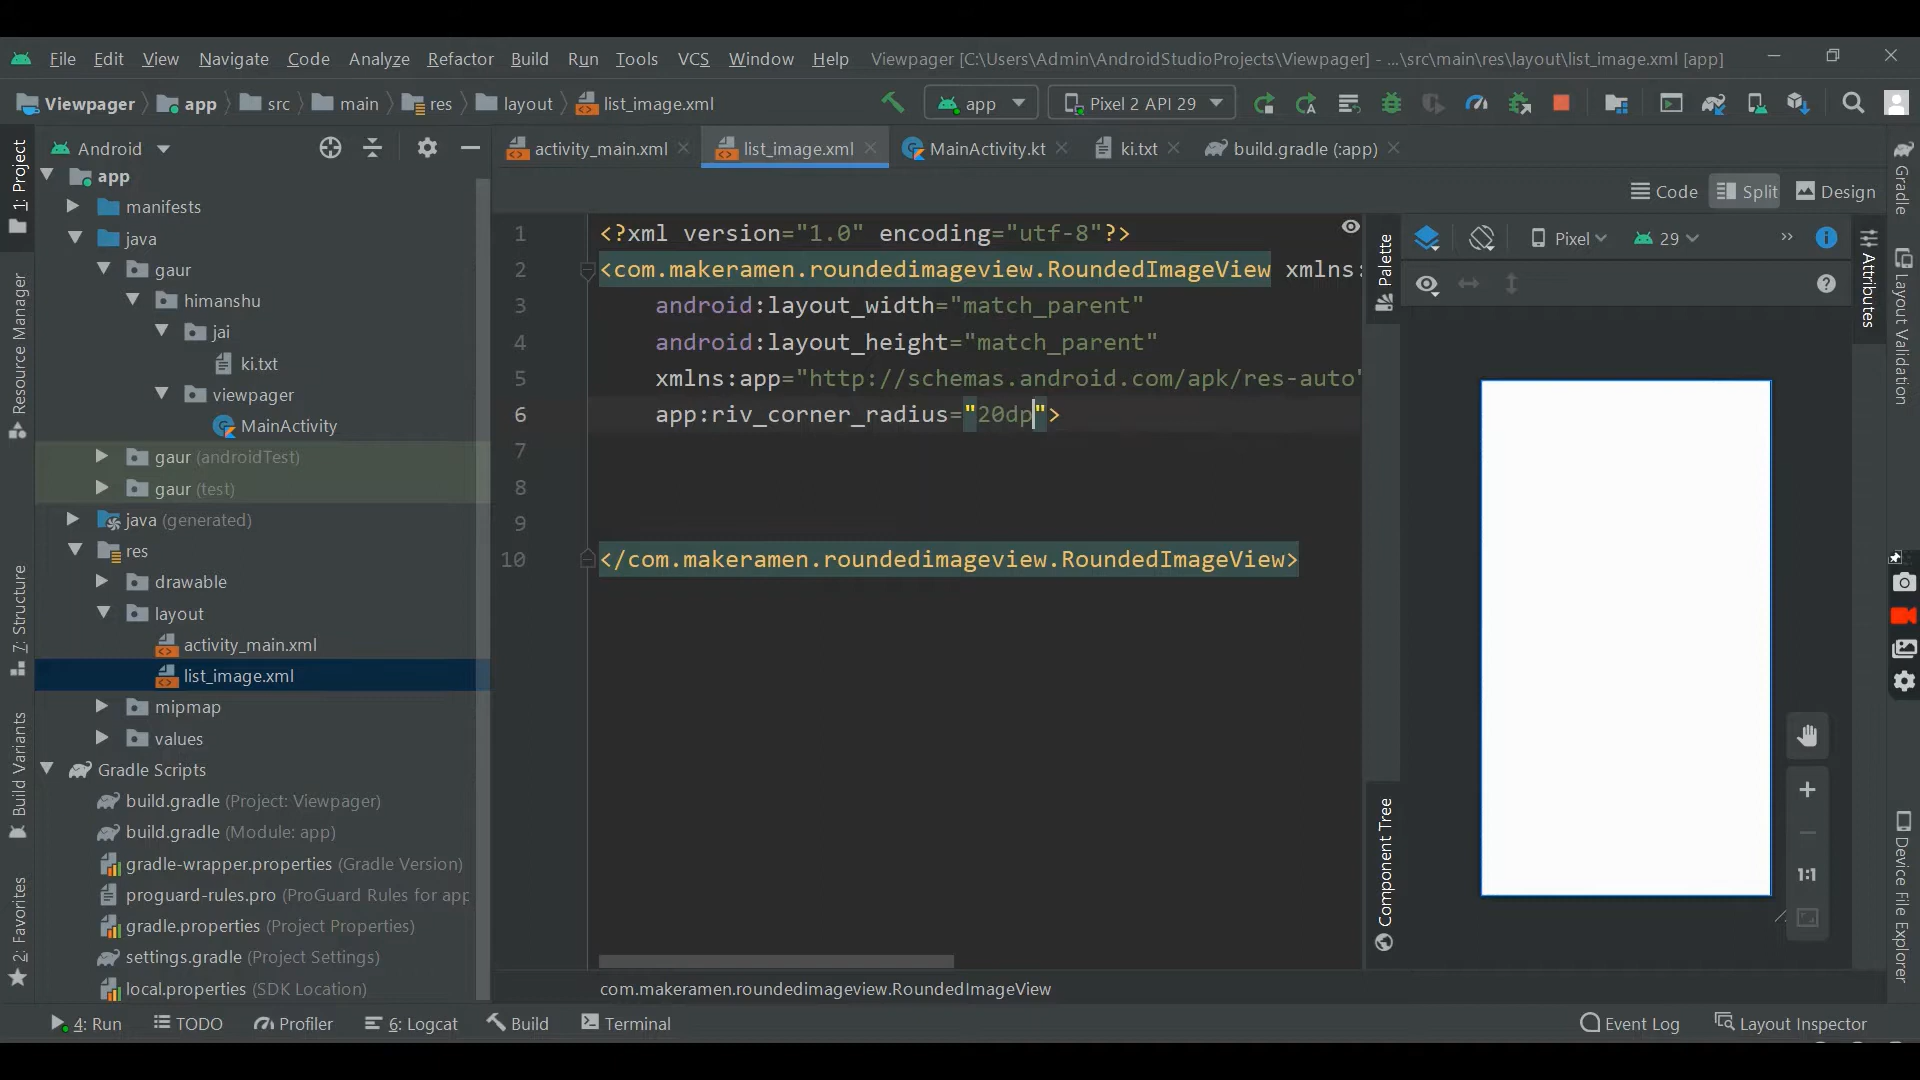 File Edit View Navigate Code Analyze Refactor Build Run Tools VCS Window Help Viewpager [C:\Users\Admin\AndroidStudioProjects\Viewpager] - ...\src\main\res\layout\list_image.xml [app]
Viewpager app src main res layout list_image.xml app Pixel 2 API 29
Android
activity_main.xml list_image.xml MainActivity.kt ki.txt build.gradle (:app)
Code Split Design
1: Project
Resource Manager
7: Structure
Build Variants
2: Favorites
app
manifests
java
gaur
himanshu
jai
ki.txt
viewpager
MainActivity
gaur (androidTest)
gaur (test)
java (generated)
res
drawable
layout
activity_main.xml
list_image.xml
mipmap
values
Gradle Scripts
build.gradle (Project: Viewpager)
build.gradle (Module: app)
gradle-wrapper.properties (Gradle Version)
proguard-rules.pro (ProGuard Rules for app
gradle.properties (Project Properties)
settings.gradle (Project Settings)
local.properties (SDK Location)
1 <?xml version="1.0" encoding="utf-8"?>
2 <com.makeramen.roundedimageview.RoundedImageView xmlns:
3 android:layout_width="match_parent"
4 android:layout_height="match_parent"
5 xmlns:app="http://schemas.android.com/apk/res-auto"
6 app:riv_corner_radius="20dp">
7
8
9
10 </com.makeramen.roundedimageview.RoundedImageView>
com.makeramen.roundedimageview.RoundedImageView
Palette
Component Tree
Pixel 29
1:1
Attributes
Gradle
Layout Validation
Device File Explorer
4: Run TODO Profiler 6: Logcat Build Terminal Event Log Layout Inspector